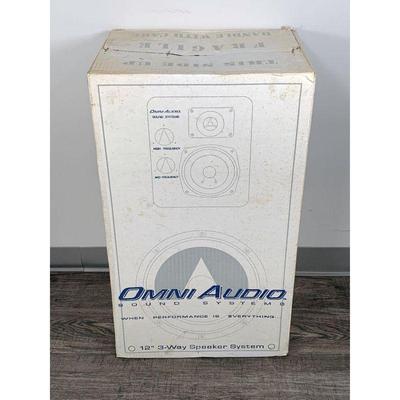 THIS SIDE UP
FRAGILE
HANDLE WITH CARE
OMNI AUDIO
SOUND SYSTEMS
HIGH FREQUENCY
MID FREQUENCY
OMNI AUDIO
SOUND SYSTEMS
WHEN PERFORMANCE IS EVERYTHING
12" 3-Way Speaker System